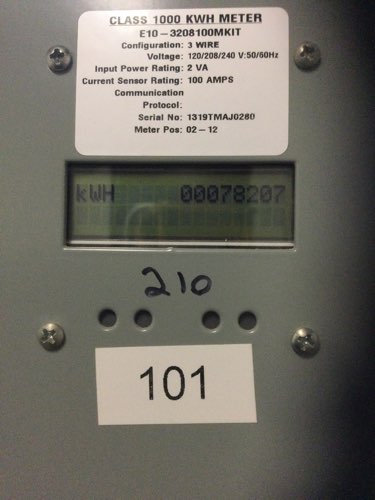 CLASS 1000 KWH METER
E10-3208100MKIT
Configuration: 3 WIRE
Voltage: 120/208/240 V:50/60Hz
Input Power Rating: 2 VA
Current Sensor Rating: 100 AMPS
Communication
Protocol:
Serial No: 1319TMAJ0260
Meter Pos: 02-12
kWH 00078207
210
101